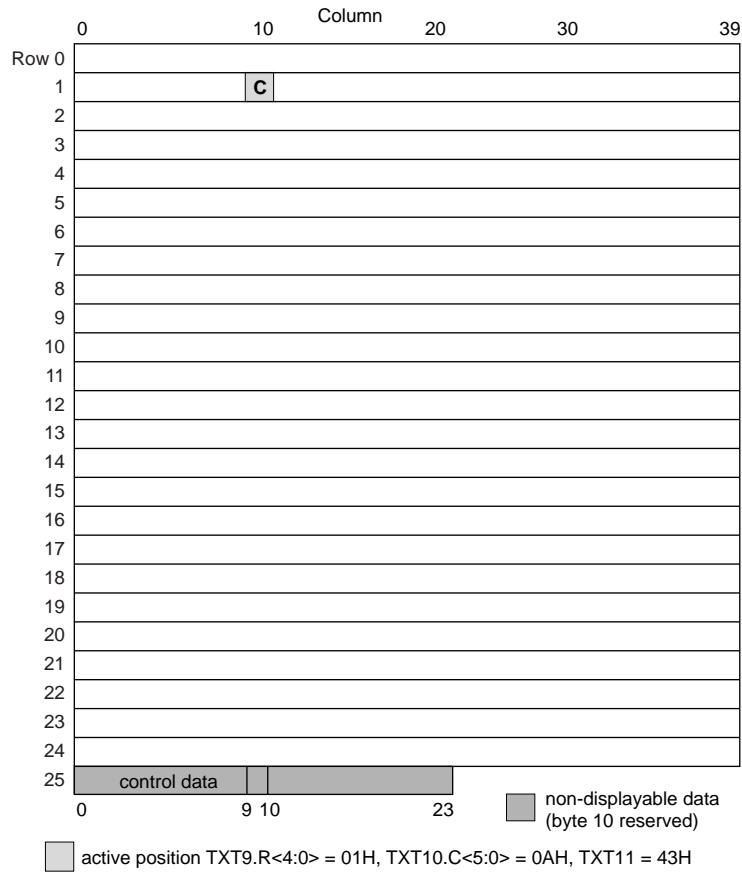 Column
0 10 20 30 39
Row 0
1 C
2
3
4
5
6
7
8
9
10
11
12
13
14
15
16
17
18
19
20
21
22
23
24
25 control data
0 9 10 23
non-displayable data
(byte 10 reserved)
active position TXT9.R<4:0> = 01H, TXT10.C<5:0> = 0AH, TXT11 = 43H